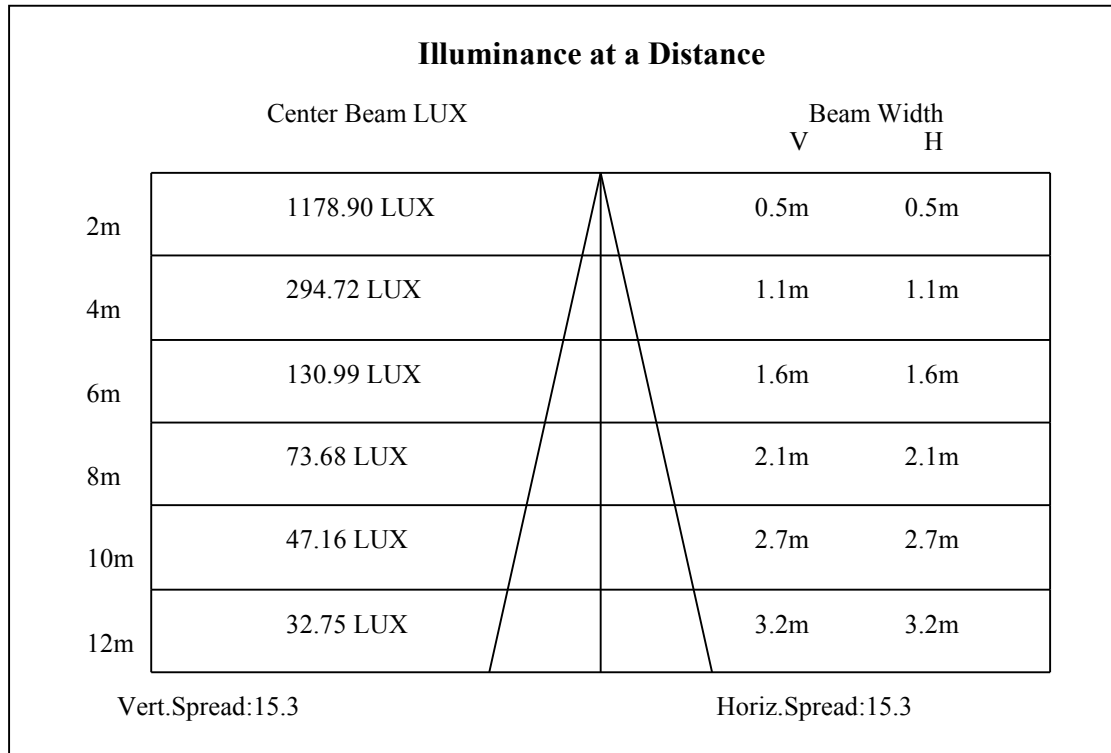 Illuminance at a Distance
Center Beam LUX Beam Width
V H
2m 1178.90 LUX 0.5m 0.5m
4m 294.72 LUX 1.1m 1.1m
6m 130.99 LUX 1.6m 1.6m
8m 73.68 LUX 2.1m 2.1m
10m 47.16 LUX 2.7m 2.7m
12m 32.75 LUX 3.2m 3.2m
Vert.Spread:15.3 Horiz.Spread:15.3